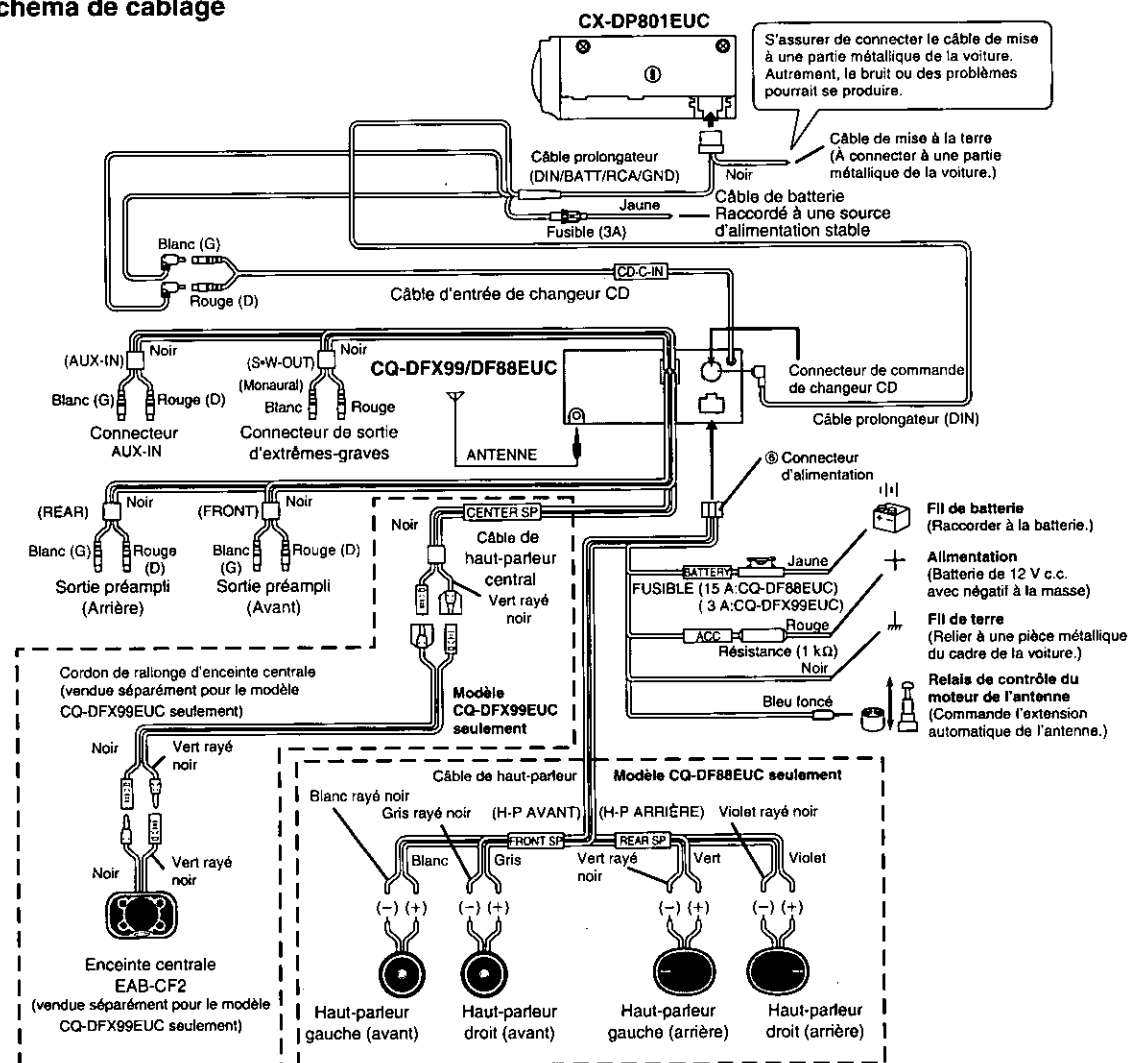 chéma de câblage
CX-DP801EUC
S'assurer de connecter le câble de mise
à une partie métallique de la voiture.
Autrement, le bruit ou des problèmes
pourrait se produire.
Câble de mise à la terre
(À connecter à une partie
métallique de la voiture.)
Câble prolongateur
(DIN/BATT/RCA/GND)
Noir
Câble de batterie
Raccordé à une source
d'alimentation stable
Jaune
Fusible (3A)
Blanc (G)
Rouge (D)
CD-C-IN
Câble d'entrée de changeur CD
(AUX-IN)
Noir
Blanc (G)
Rouge (D)
Connecteur
AUX-IN
(S•W-OUT)
Noir
(Monaural)
Blanc
Rouge
Connecteur de sortie
d'extrêmes-graves
CQ-DFX99/DF88EUC
ANTENNE
Connecteur de commande
de changeur CD
Câble prolongateur (DIN)
⑥ Connecteur
d'alimentation
(REAR)
Noir
Blanc (G)
Rouge
(D)
Sortie préampli
(Arrière)
(FRONT)
Noir
Blanc
(G)
Rouge (D)
Sortie préampli
(Avant)
Noir
CENTER SP
Câble de
haut-parleur
central
Vert rayé
noir
Fil de batterie
(Raccorder à la batterie.)
BATTERY
Jaune
FUSIBLE (15 A:CQ-DF88EUC)
( 3 A:CQ-DFX99EUC)
Alimentation
(Batterie de 12 V c.c.
avec négatif à la masse)
Rouge
ACC
Résistance (1 kΩ)
Fil de terre
(Relier à une pièce métallique
du cadre de la voiture.)
Noir
Bleu foncé
Relais de contrôle du
moteur de l'antenne
(Commande l'extension
automatique de l'antenne.)
Cordon de rallonge d'enceinte centrale
(vendue séparément pour le modèle
CQ-DFX99EUC seulement)
Modèle
CQ-DFX99EUC
seulement
Noir
Vert rayé
noir
Noir
Vert rayé
noir
Enceinte centrale
EAB-CF2
(vendue séparément pour le modèle
CQ-DFX99EUC seulement)
Câble de haut-parleur
Modèle CQ-DF88EUC seulement
Blanc rayé noir
Gris rayé noir
(H-P AVANT)
(H-P ARRIÈRE)
Violet rayé noir
FRONT SP
REAR SP
Blanc
Gris
Vert rayé
noir
Vert
Violet
(−) (+)
(−) (+)
(−) (+)
(−) (+)
Haut-parleur
gauche (avant)
Haut-parleur
droit (avant)
Haut-parleur
gauche (arrière)
Haut-parleur
droit (arrière)